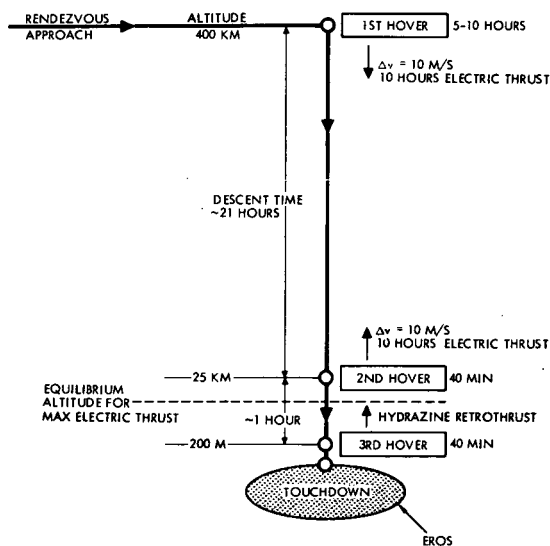 RENDEZVOUS
APPROACH
ALTITUDE
400 KM
1ST HOVER
5-10 HOURS
Δv = 10 M/S
10 HOURS ELECTRIC THRUST
DESCENT TIME
~21 HOURS
Δv = 10 M/S
10 HOURS ELECTRIC THRUST
25 KM
2ND HOVER
40 MIN
EQUILIBRIUM
ALTITUDE FOR
MAX ELECTRIC THRUST
~1 HOUR
HYDRAZINE RETROTHRUST
200 M
3RD HOVER
40 MIN
TOUCHDOWN
EROS